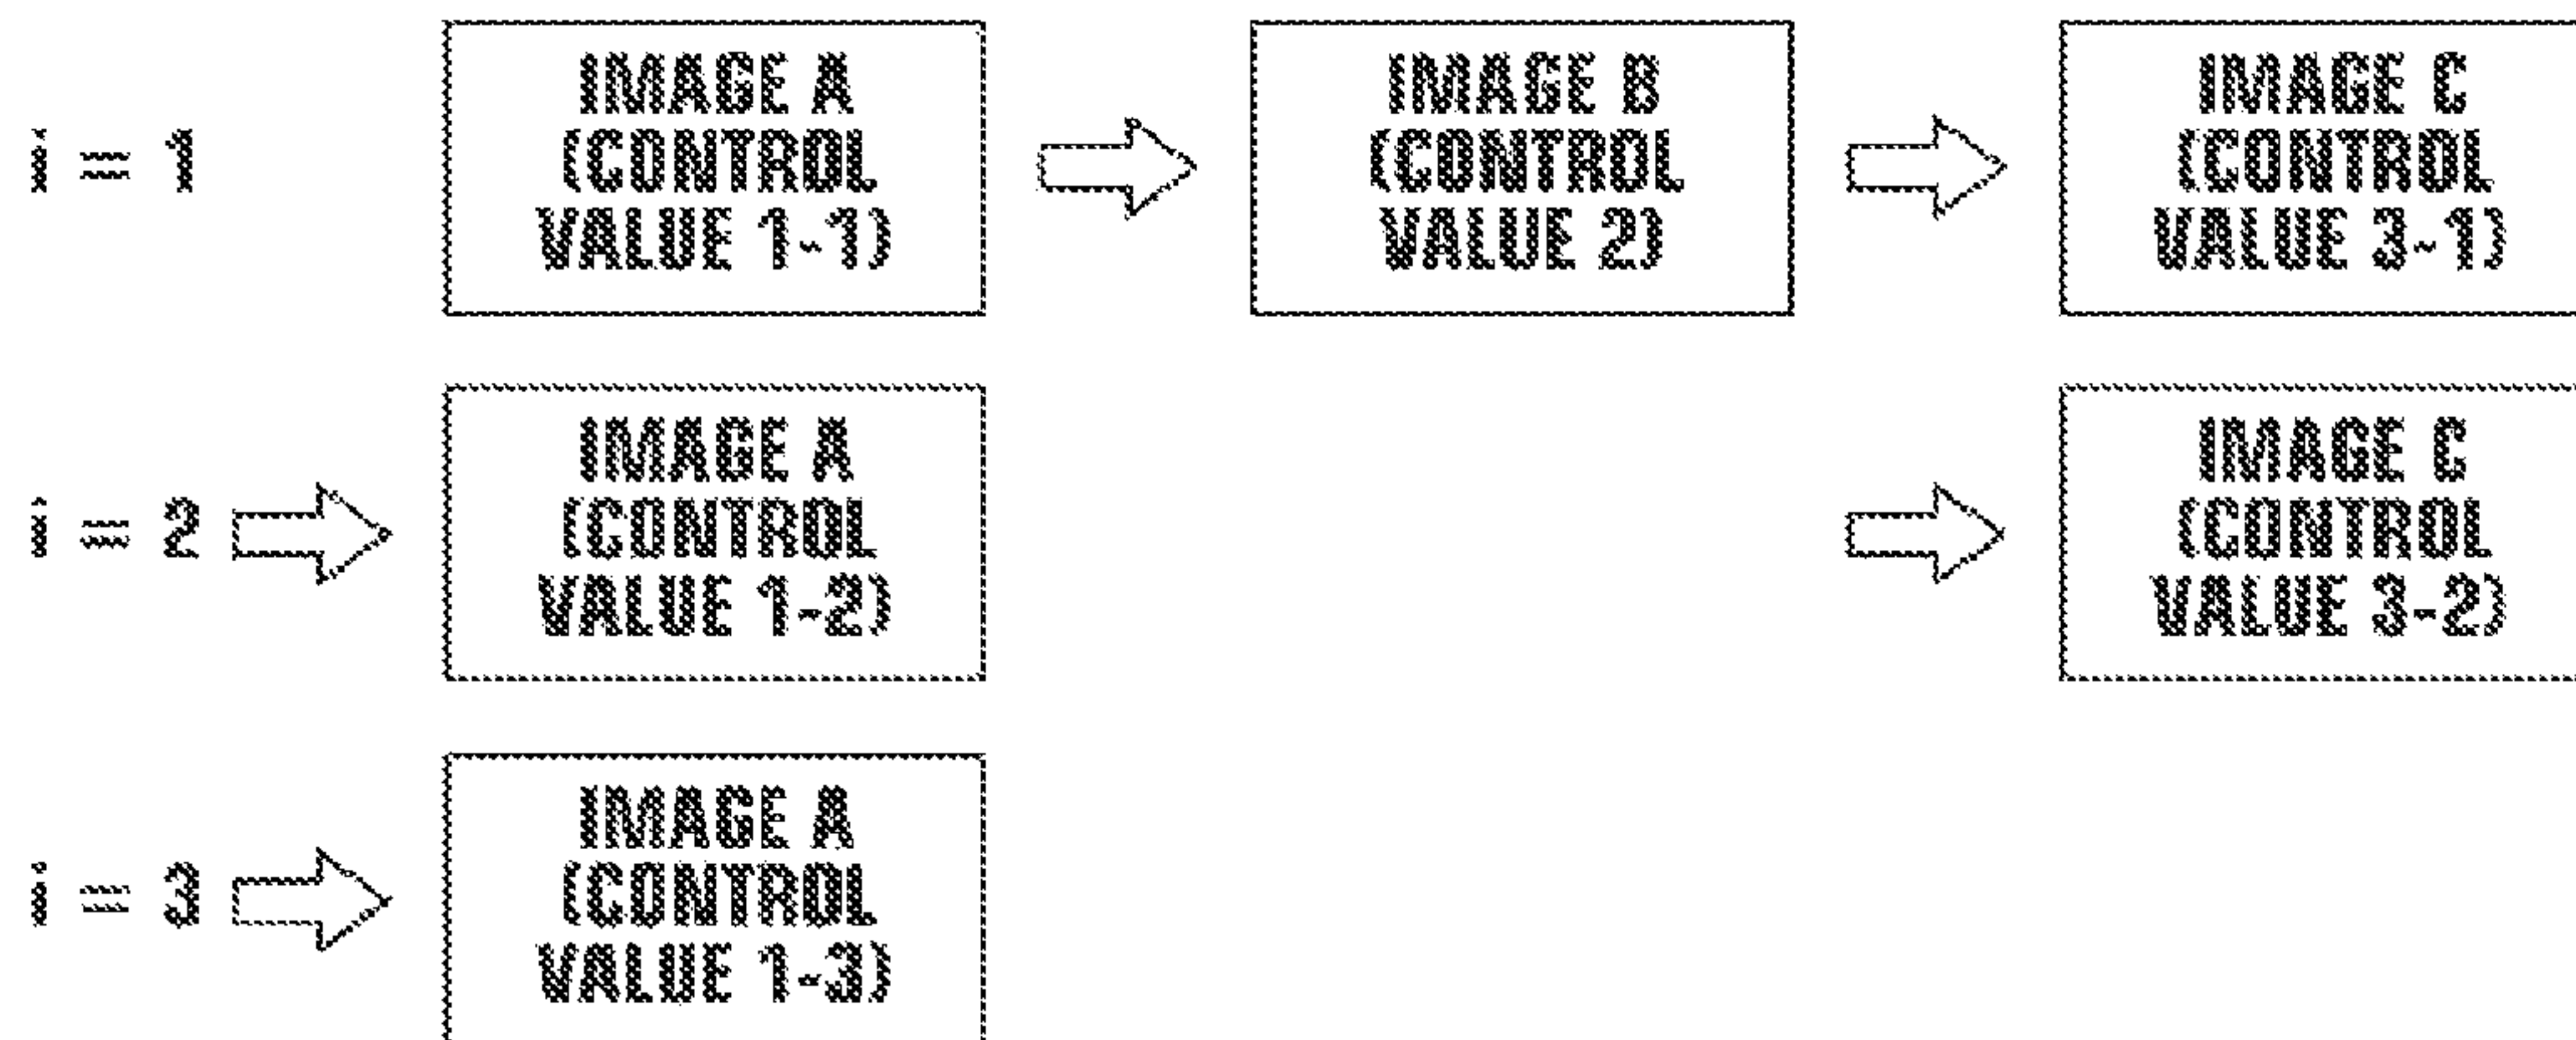 i = 1
IMAGE A
(CONTROL
VALUE 1-1)
IMAGE B
(CONTROL
VALUE 2)
IMAGE C
(CONTROL
VALUE 3-1)
i = 2
IMAGE A
(CONTROL
VALUE 1-2)
IMAGE C
(CONTROL
VALUE 3-2)
i = 3
IMAGE A
(CONTROL
VALUE 1-3)